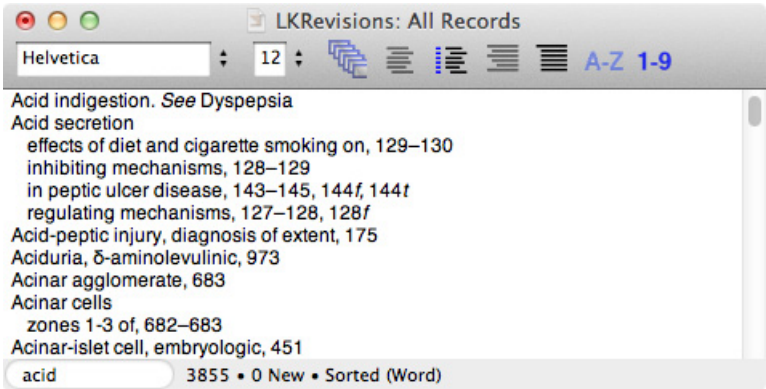 LKRevisions: All Records
Helvetica 12 A-Z 1-9
Acid indigestion. See Dyspepsia
Acid secretion
effects of diet and cigarette smoking on, 129–130
inhibiting mechanisms, 128–129
in peptic ulcer disease, 143–145, 144f, 144t
regulating mechanisms, 127–128, 128f
Acid-peptic injury, diagnosis of extent, 175
Aciduria, δ-aminolevulinic, 973
Acinar agglomerate, 683
Acinar cells
zones 1-3 of, 682–683
Acinar-islet cell, embryologic, 451
acid 3855 • 0 New • Sorted (Word)